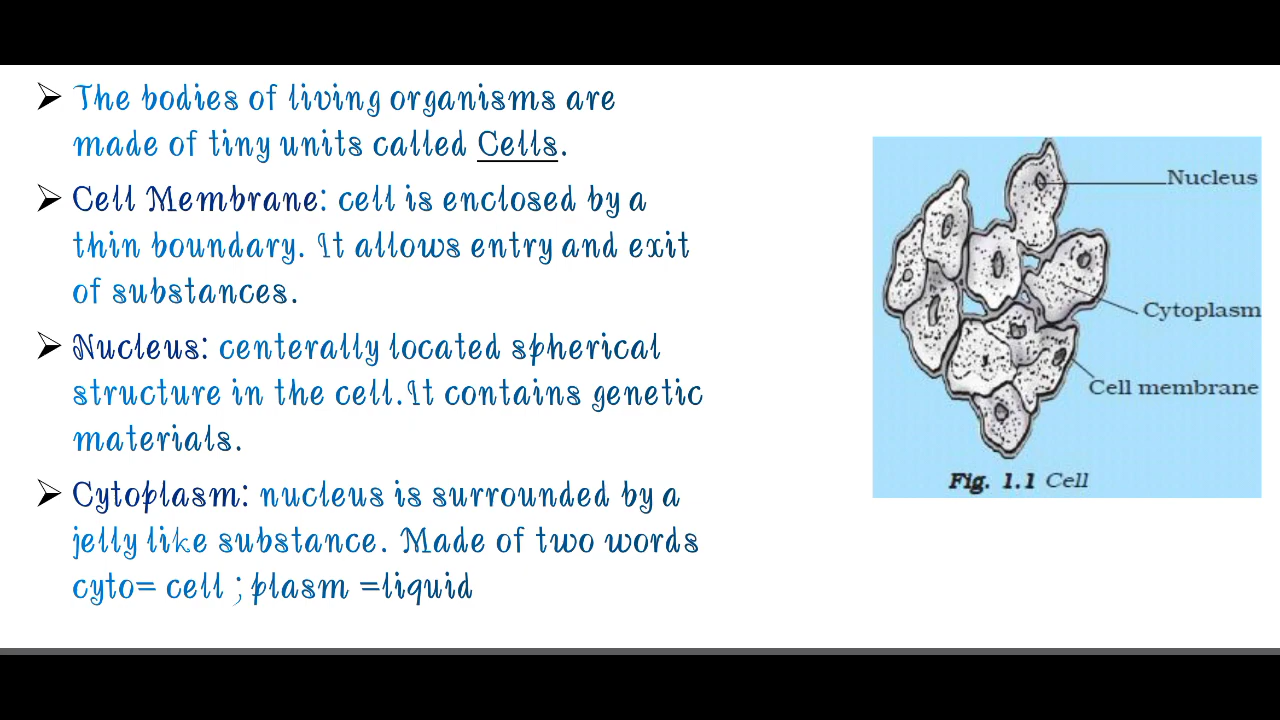 ➢ The bodies of living organisms are
made of tiny units called Cells.
➢ Cell Membrane: cell is enclosed by a
thin boundary. It allows entry and exit
of substances.
➢ Nucleus: centerally located spherical
structure in the cell.It contains genetic
materials.
➢ Cytoplasm: nucleus is surrounded by a
jelly like substance. Made of two words
cyto= cell ; plasm =liquid
Nucleus
Cytoplasm
Cell membrane
Fig. 1.1 Cell